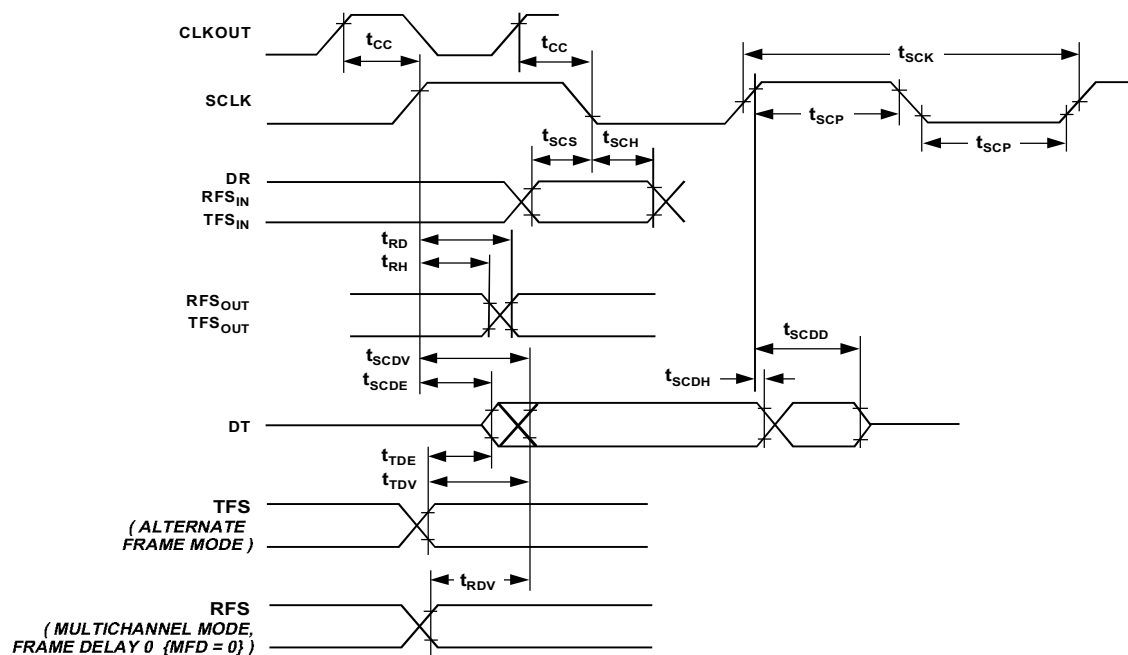 CLKOUT
tCC
tCC
tSCK
SCLK
tSCP
tSCP
tSCS
tSCH
DR
RFSIN
TFSIN
tRD
tRH
RFSOUT
TFSOUT
tSCDD
tSCDV
tSCDH
tSCDE
DT
tTDE
tTDV
TFS
( ALTERNATE
FRAME MODE )
tRDV
RFS
( MULTICHANNEL MODE,
FRAME DELAY 0 {MFD = 0} )